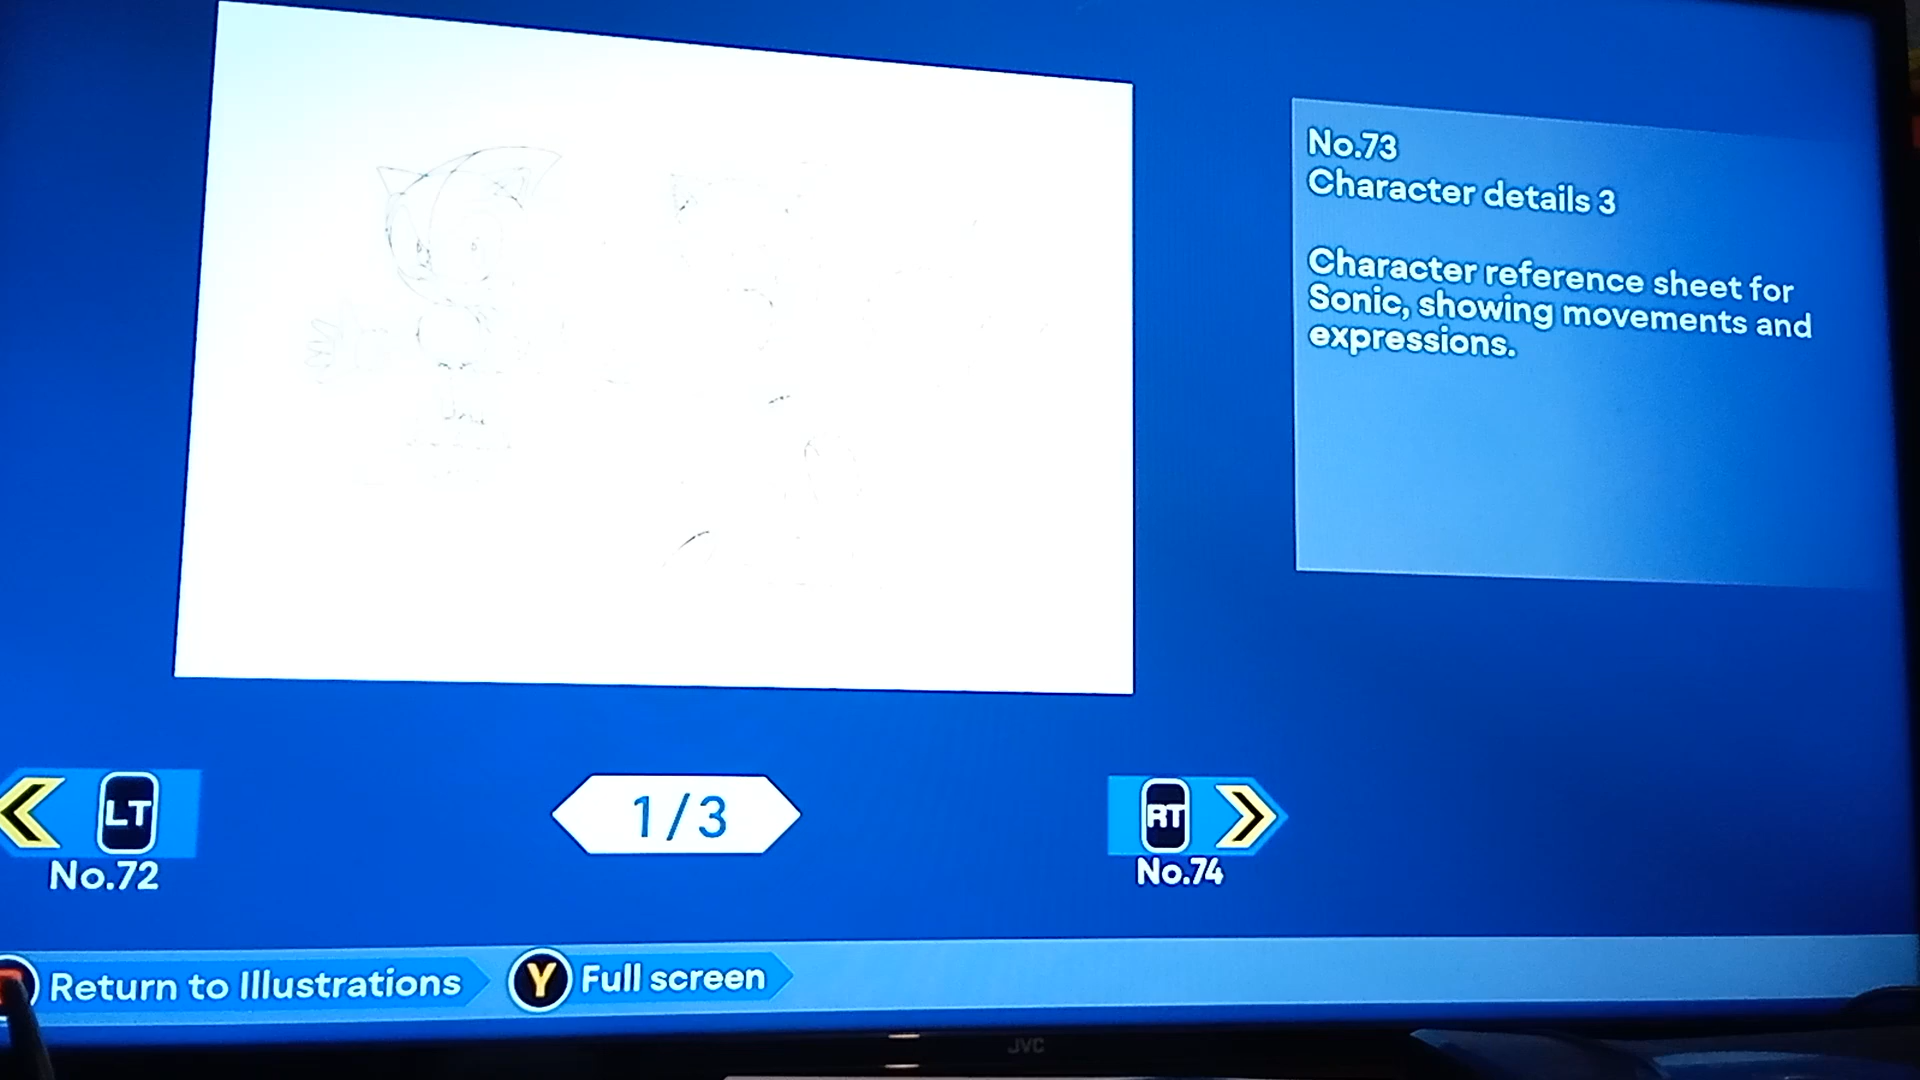 No.73
Character details 3
Character reference sheet for
Sonic, showing movements and
expressions.
LT
No.72
1/3
RT
No.74
Return to Illustrations
Y Full screen
JVC